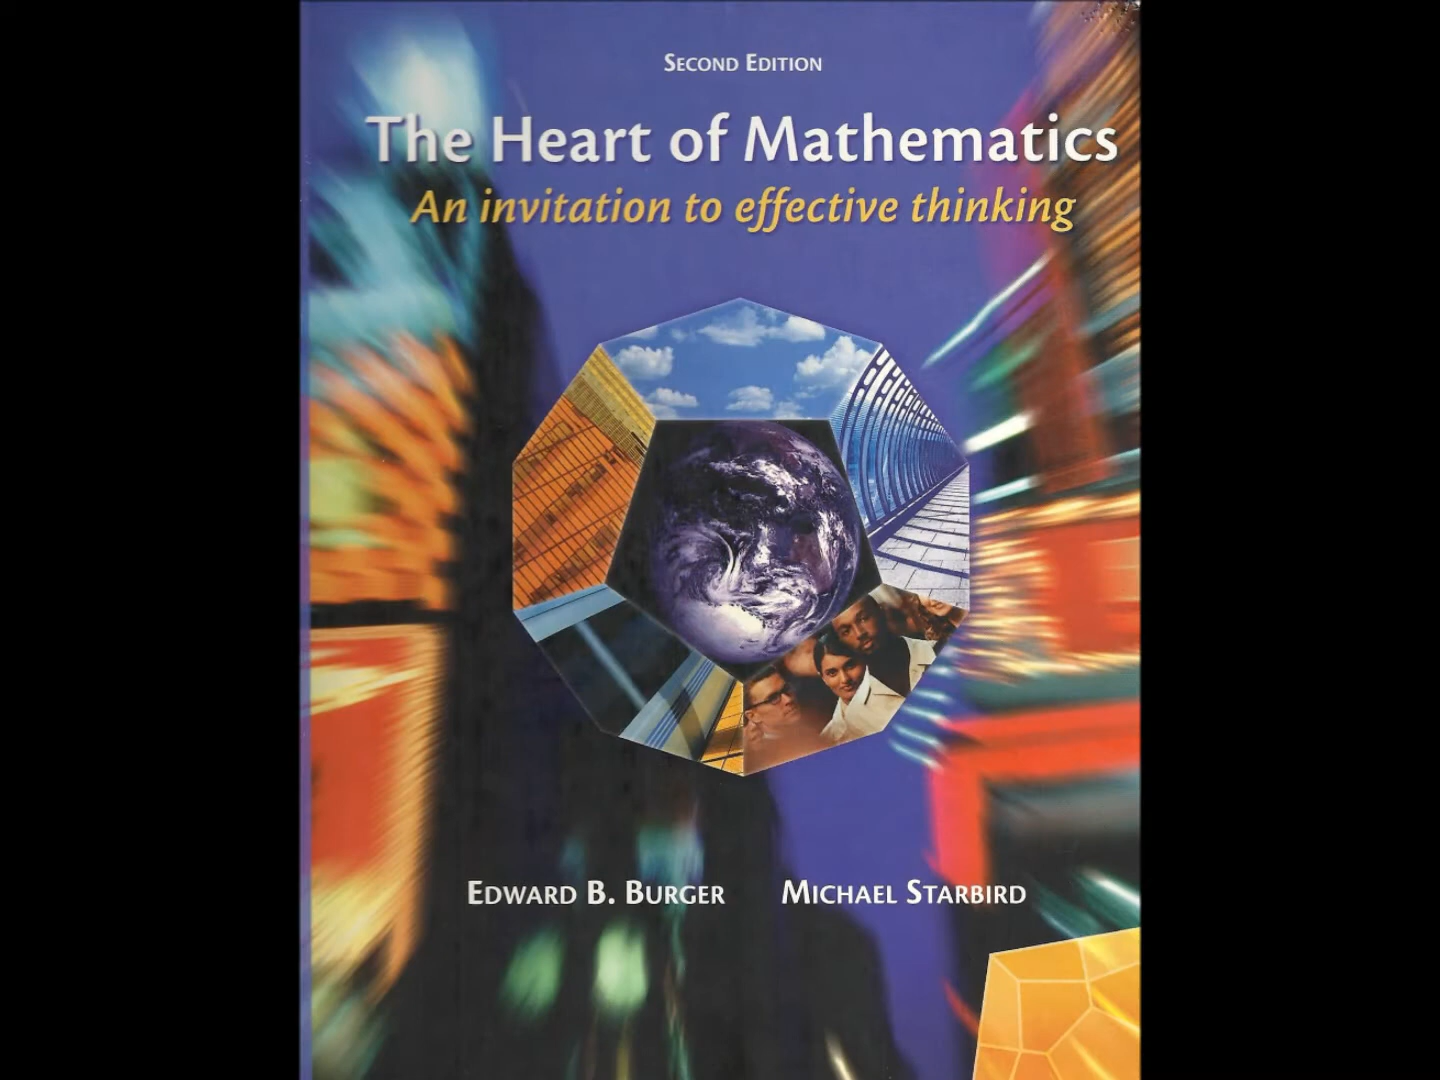 SECOND EDITION
The Heart of Mathematics
An invitation to effective thinking
EDWARD B. BURGER MICHAEL STARBIRD